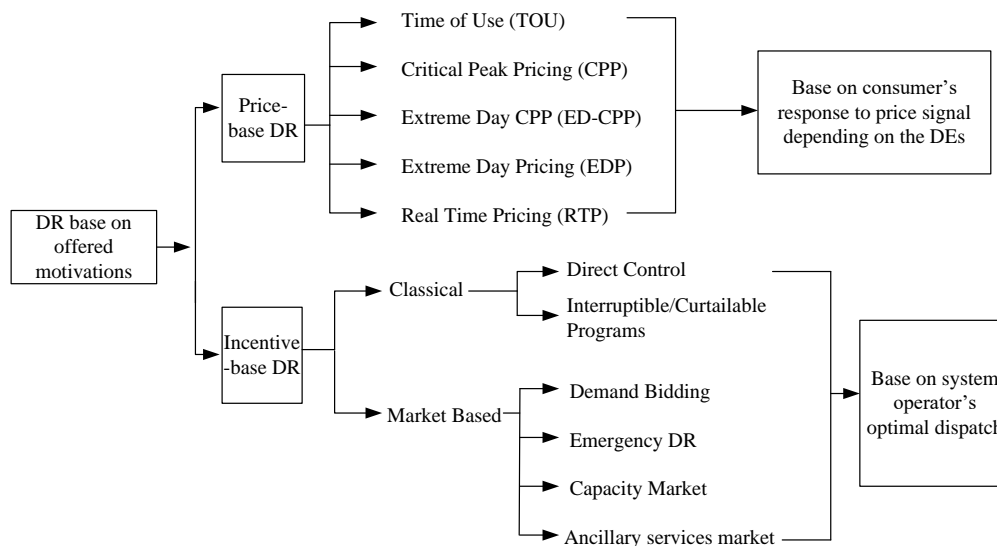 DR base on
offered
motivations
Price-
base DR
Time of Use (TOU)
Critical Peak Pricing (CPP)
Extreme Day CPP (ED-CPP)
Extreme Day Pricing (EDP)
Real Time Pricing (RTP)
Base on consumer's
response to price signal
depending on the DEs
Incentive
-base DR
Classical
Direct Control
Interruptible/Curtailable
Programs
Market Based
Demand Bidding
Emergency DR
Capacity Market
Ancillary services market
Base on system
operator's
optimal dispatch